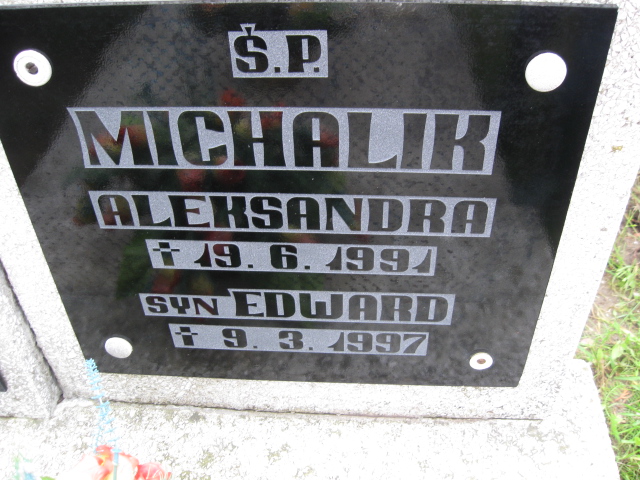 Ś.P.
MICHALIK
ALEKSANDRA
✝ 19. 6. 1991
SYN EDWARD
✝ 9. 3. 1997